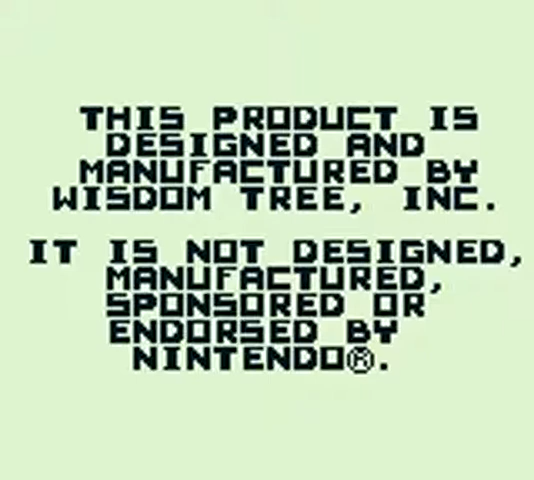 THIS PRODUCT IS
DESIGNED AND
MANUFACTURED BY
WISDOM TREE, INC.
IT IS NOT DESIGNED,
MANUFACTURED,
SPONSORED OR
ENDORSED BY
NINTENDO®.